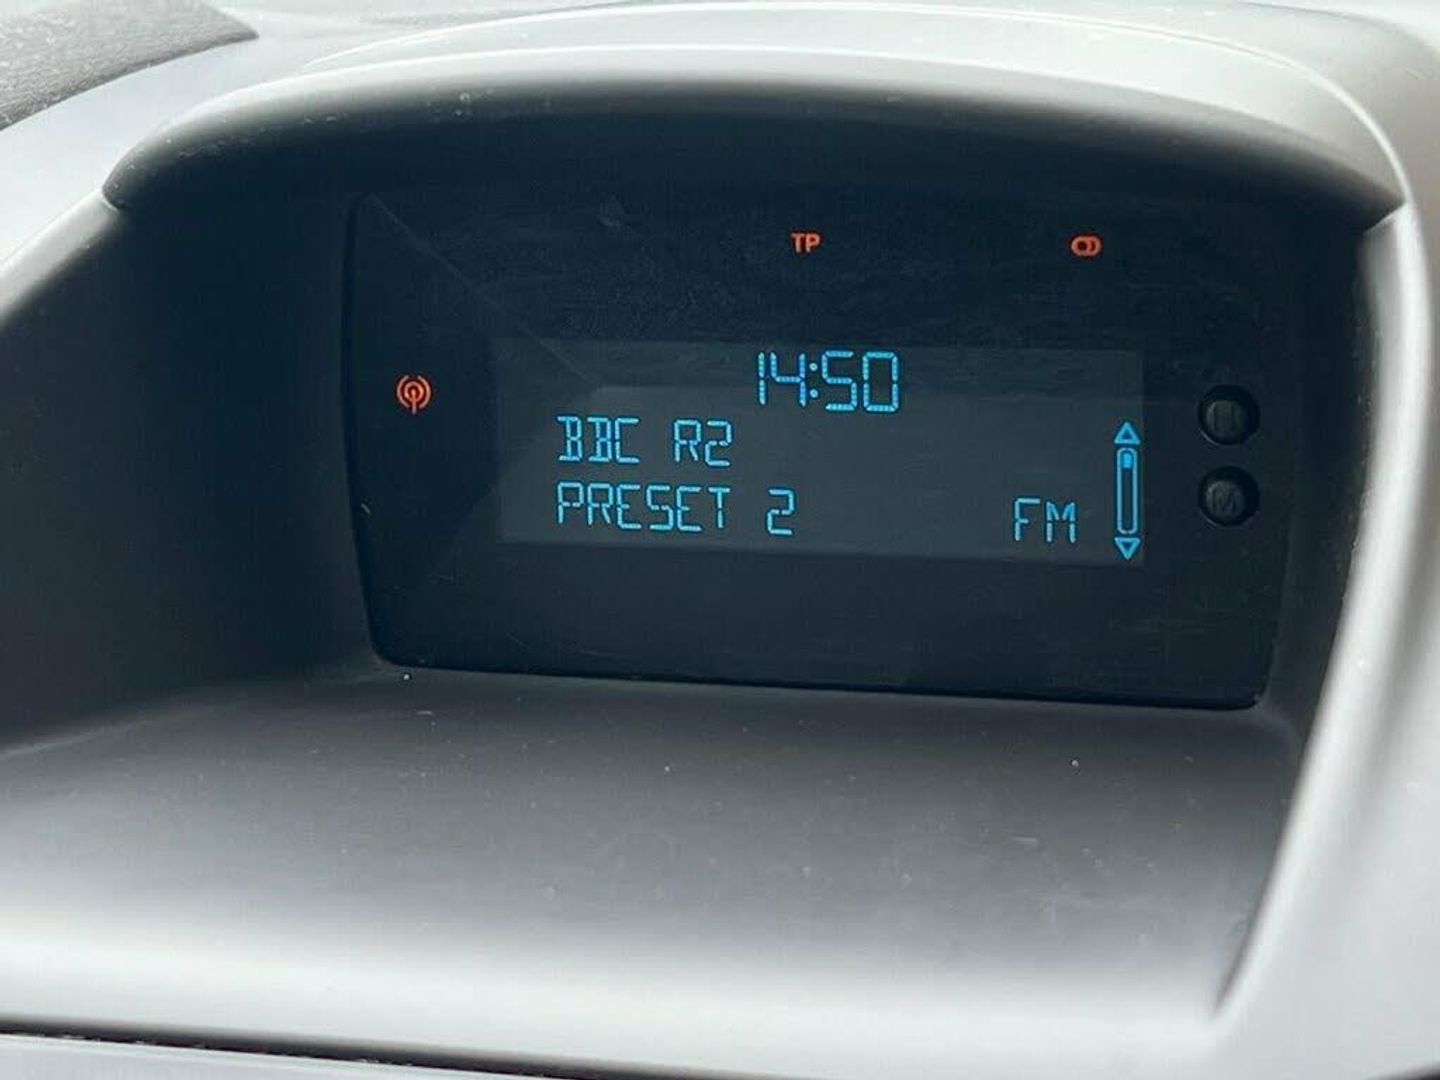 TP
14:50
BBC R2
PRESET 2 FM
H
M